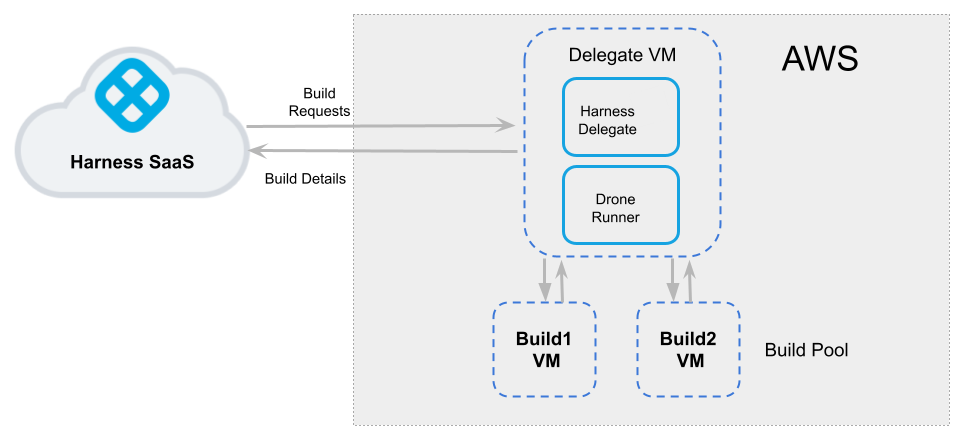 Harness SaaS
Build
Requests
Build Details
AWS
Delegate VM
Harness
Delegate
Drone
Runner
Build1
VM
Build2
VM
Build Pool